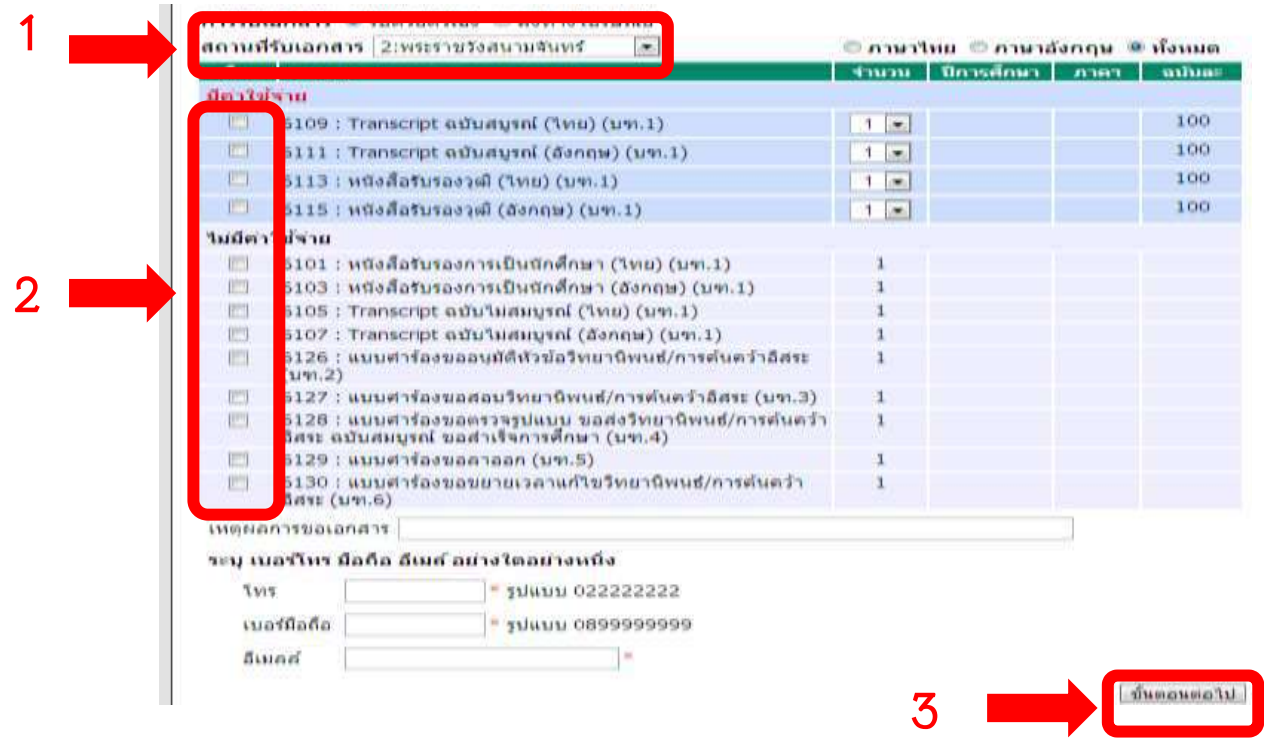 1
สถานที่รับเอกสาร 2:พระราชวังสนามจันทร์ ภาษาไทย ภาษาอังกฤษ ทั้งหมด
จำนวน ปีการศึกษา ภาคฯ ฉบับละ
มีค่าใช้จ่าย
5109 : Transcript ฉบับสมบูรณ์ (ไทย) (บฑ.1) 1 100
5111 : Transcript ฉบับสมบูรณ์ (อังกฤษ) (บฑ.1) 1 100
5113 : หนังสือรับรองวุฒิ (ไทย) (บฑ.1) 1 100
5115 : หนังสือรับรองวุฒิ (อังกฤษ) (บฑ.1) 1 100
ไม่มีค่าใช้จ่าย
5101 : หนังสือรับรองการเป็นนักศึกษา (ไทย) (บฑ.1) 1
2
5103 : หนังสือรับรองการเป็นนักศึกษา (อังกฤษ) (บฑ.1) 1
5105 : Transcript ฉบับไม่สมบูรณ์ (ไทย) (บฑ.1) 1
5107 : Transcript ฉบับไม่สมบูรณ์ (อังกฤษ) (บฑ.1) 1
5126 : แบบคำร้องขออนุมัติหัวข้อวิทยานิพนธ์/การค้นคว้าอิสระ 1
(บฑ.2)
5127 : แบบคำร้องขอสอบวิทยานิพนธ์/การค้นคว้าอิสระ (บฑ.3) 1
5128 : แบบคำร้องขอตรวจรูปแบบ ขอส่งวิทยานิพนธ์/การค้นคว้า 1
อิสระ ฉบับสมบูรณ์ ขอสำเร็จการศึกษา (บฑ.4)
5129 : แบบคำร้องขอลาออก (บฑ.5) 1
5130 : แบบคำร้องขอขยายเวลาแก้ไขวิทยานิพนธ์/การค้นคว้า 1
อิสระ (บฑ.6)
เหตุผลการขอเอกสาร
ระบุ เบอร์โทร มือถือ อีเมล์ อย่างใดอย่างหนึ่ง
โทร * รูปแบบ 022222222
เบอร์มือถือ * รูปแบบ 0899999999
อีเมลล์ *
3 ขั้นตอนต่อไป